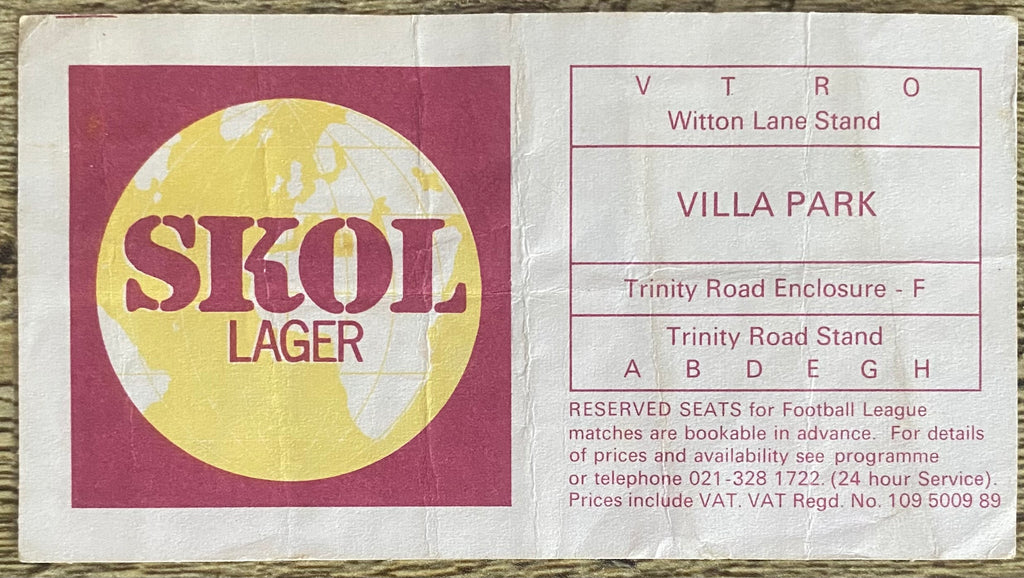 SKOL
LAGER
V T R O
Witton Lane Stand
VILLA PARK
Trinity Road Enclosure - F
Trinity Road Stand
A B D E G H
RESERVED SEATS for Football League
matches are bookable in advance. For details
of prices and availability see programme
or telephone 021-328 1722. (24 hour Service).
Prices include VAT. VAT Regd. No. 109 5009 89